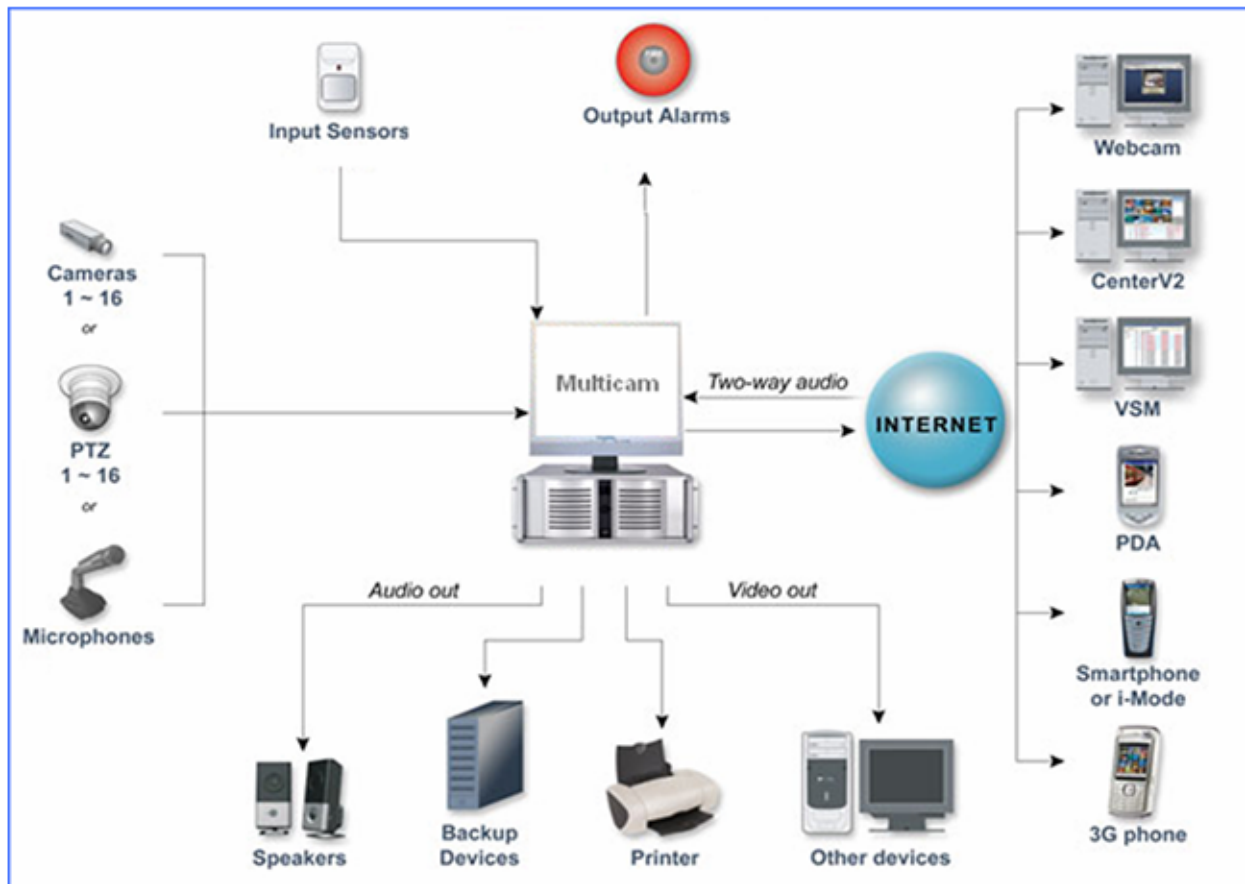 Input Sensors
Output Alarms
Webcam
Cameras
1 ~ 16
or
CenterV2
PTZ
1 ~ 16
or
Multicam
Two-way audio
INTERNET
VSM
PDA
Microphones
Audio out
Video out
Smartphone
or i-Mode
Speakers
Backup
Devices
Printer
Other devices
3G phone